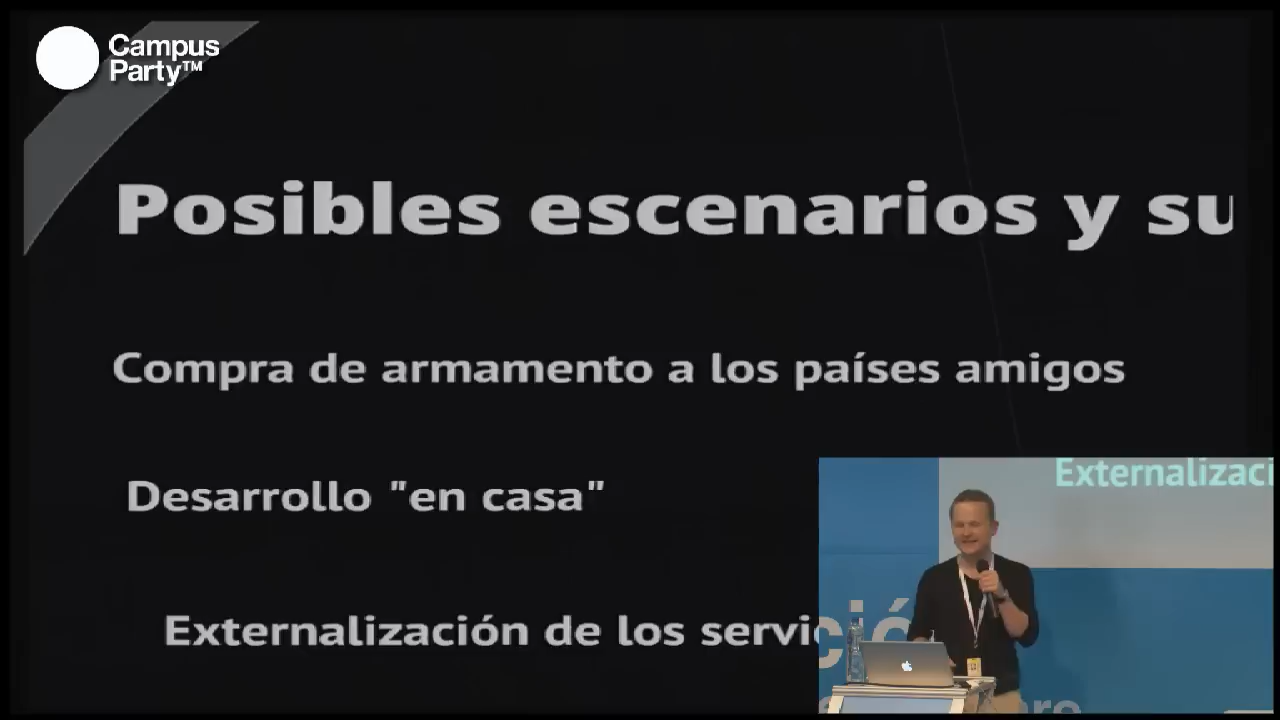 Campus
Party™
Posibles escenarios y su
Compra de armamento a los países amigos
Desarrollo "en casa"
Externalización de los servic
Externalizaci
ció